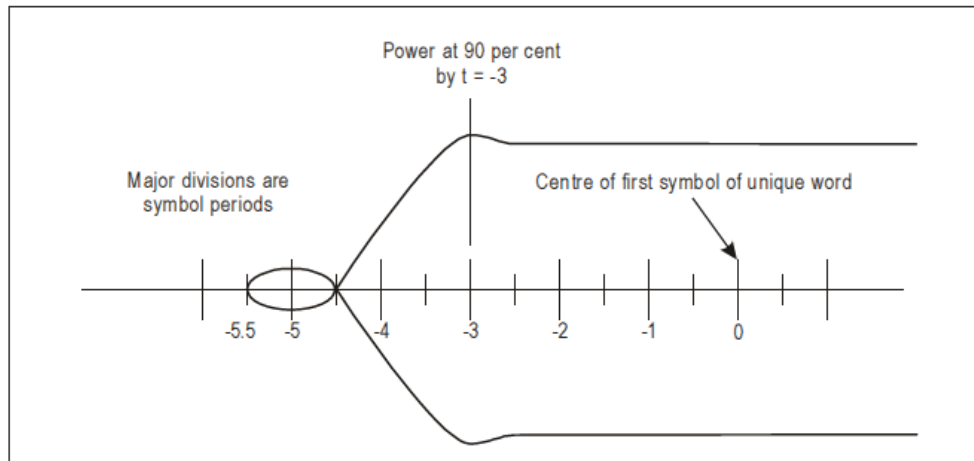 Power at 90 per cent
by t = -3
Major divisions are
symbol periods
Centre of first symbol of unique word
-5.5 -5 -4 -3 -2 -1 0